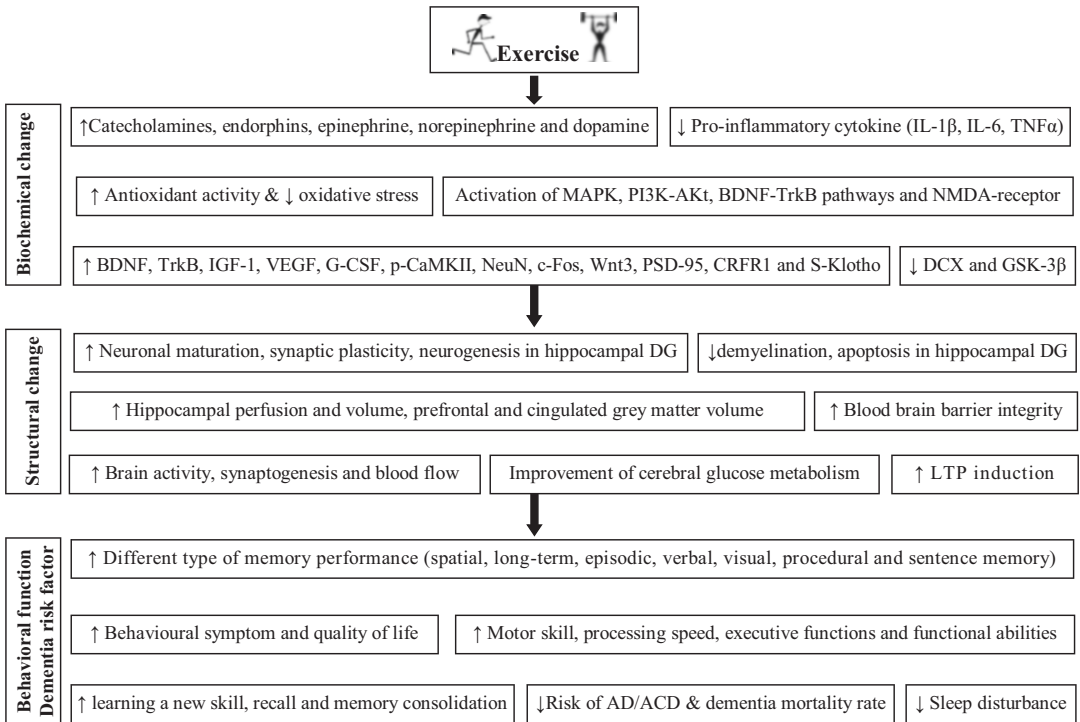 Exercise
Biochemical change
↑Catecholamines, endorphins, epinephrine, norepinephrine and dopamine
↓ Pro-inflammatory cytokine (IL-1β, IL-6, TNFα)
↑ Antioxidant activity & ↓ oxidative stress
Activation of MAPK, PI3K-AKt, BDNF-TrkB pathways and NMDA-receptor
↑ BDNF, TrkB, IGF-1, VEGF, G-CSF, p-CaMKII, NeuN, c-Fos, Wnt3, PSD-95, CRFR1 and S-Klotho
↓ DCX and GSK-3β
Structural change
↑ Neuronal maturation, synaptic plasticity, neurogenesis in hippocampal DG
↓demyelination, apoptosis in hippocampal DG
↑ Hippocampal perfusion and volume, prefrontal and cingulated grey matter volume
↑ Blood brain barrier integrity
↑ Brain activity, synaptogenesis and blood flow
Improvement of cerebral glucose metabolism
↑ LTP induction
Behavioral function
Dementia risk factor
↑ Different type of memory performance (spatial, long-term, episodic, verbal, visual, procedural and sentence memory)
↑ Behavioural symptom and quality of life
↑ Motor skill, processing speed, executive functions and functional abilities
↑ learning a new skill, recall and memory consolidation
↓Risk of AD/ACD & dementia mortality rate
↓ Sleep disturbance